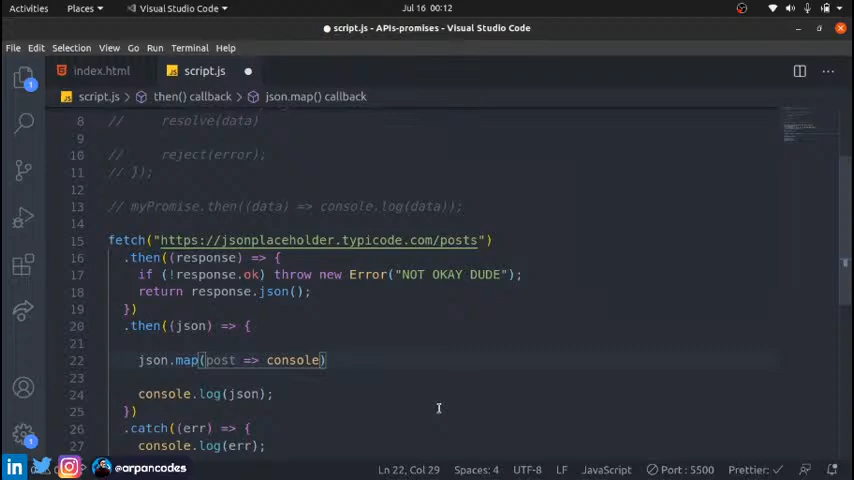 Activities Places Visual Studio Code Jul 16 00:12
● script.js - APIs-promises - Visual Studio Code
File Edit Selection View Go Run Terminal Help
index.html script.js
script.js > then() callback > json.map() callback
8 // resolve(data)
9
10 // reject(error);
11 // });
12
13 // myPromise.then((data) => console.log(data));
14
15 fetch("https://jsonplaceholder.typicode.com/posts")
16 .then((response) => {
17 if (!response.ok) throw new Error("NOT OKAY DUDE");
18 return response.json();
19 })
20 .then((json) => {
21
22 json.map(post => console)
23
24 console.log(json);
25 })
26 .catch((err) => {
27 console.log(err);
1
1
@arpancodes
Ln 22, Col 29 Spaces: 4 UTF-8 LF JavaScript Port : 5500 Prettier: ✓